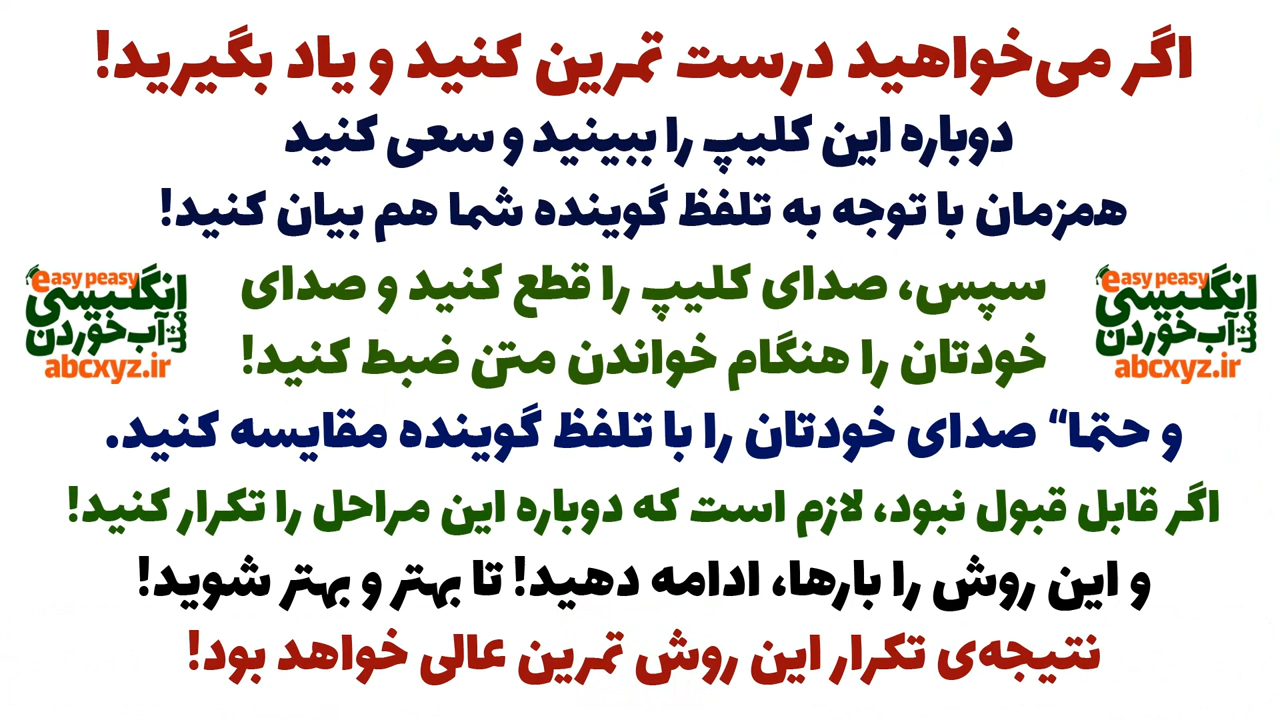 اگر می‌خواهید درست تمرین کنید و یاد بگیرید!
دوباره این کلیپ را ببینید و سعی کنید
همزمان با توجه به تلفظ گوینده شما هم بیان کنید!
سپس، صدای کلیپ را قطع کنید و صدای
خودتان را هنگام خواندن متن ضبط کنید!
و حتما“ صدای خودتان را با تلفظ گوینده مقایسه کنید.
اگر قابل قبول نبود، لازم است که دوباره این مراحل را تکرار کنید!
و این روش را بارها، ادامه دهید! تا بهتر و بهتر شوید!
نتیجه‌ی تکرار این روش تمرین عالی خواهد بود!
easy peasy
انگلیسی
مثل آب خوردن
abcxyz.ir
easy peasy
انگلیسی
مثل آب خوردن
abcxyz.ir